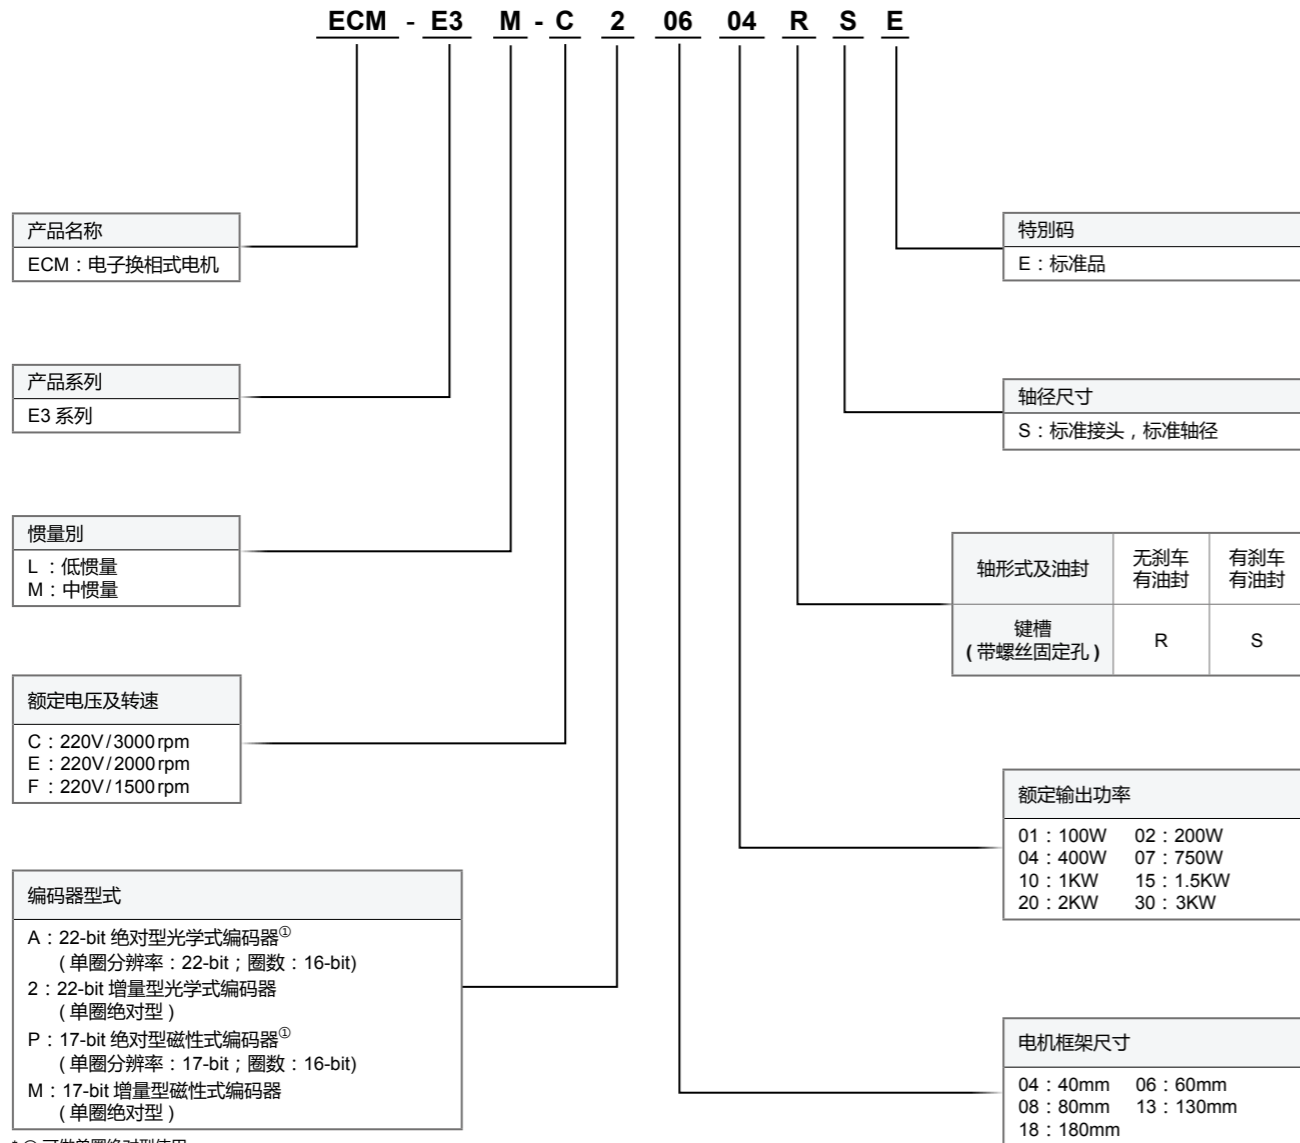 ECM - E3 M - C 2 06 04 R S E
产品名称
ECM：电子换相式电机
产品系列
E3 系列
惯量別
L ：低惯量
M：中惯量
额定电压及转速
C：220V/3000rpm
E：220V/2000rpm
F：220V/1500rpm
编码器型式
A：22-bit 绝对型光学式编码器①
( 单圈分辨率：22-bit；圈数：16-bit)
2：22-bit 增量型光学式编码器
( 单圈绝对型 )
P：17-bit 绝对型磁性式编码器①
( 单圈分辨率：17-bit；圈数：16-bit)
M：17-bit 增量型磁性式编码器
( 单圈绝对型 )
特別码
E：标准品
轴径尺寸
S：标准接头，标准轴径
轴形式及油封 无刹车 有刹车
有油封 有油封
键槽
( 带螺丝固定孔 ) R S
额定输出功率
01：100W 02：200W
04：400W 07：750W
10：1KW 15：1.5KW
20：2KW 30：3KW
电机框架尺寸
04：40mm 06：60mm
08：80mm 13：130mm
18：180mm